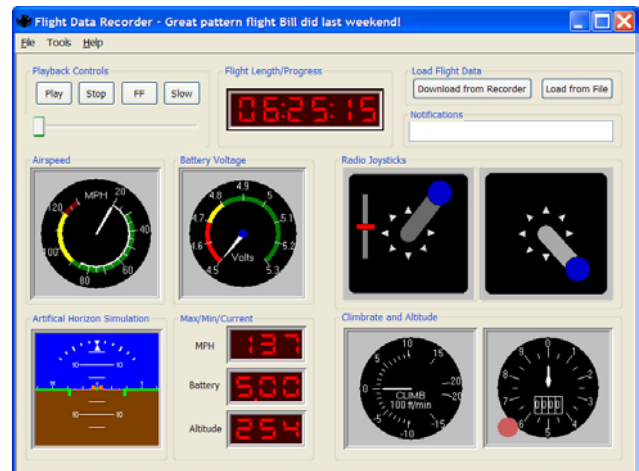 Flight Data Recorder - Great pattern flight Bill did last weekend!
File Tools Help
Playback Controls
Play Stop FF Slow
Flight Length/Progress
06:25:15
Load Flight Data
Download from Recorder Load from File
Notifications
Airspeed
MPH
20
40
60
80
100
120
Battery Voltage
4.5
4.6
4.7
4.8
4.9
5
5.1
5.2
5.3
Volts
Radio Joysticks
Artifical Horizon Simulation
10 10
10 10
Max/Min/Current
MPH 137
Battery 5.00
Altitude 254
Climbrate and Altitude
0
5
10
15
20
-20
-15
-10
-5
CLIMB
100 ft/min
0
1
2
3
4
5
6
7
8
9
0000